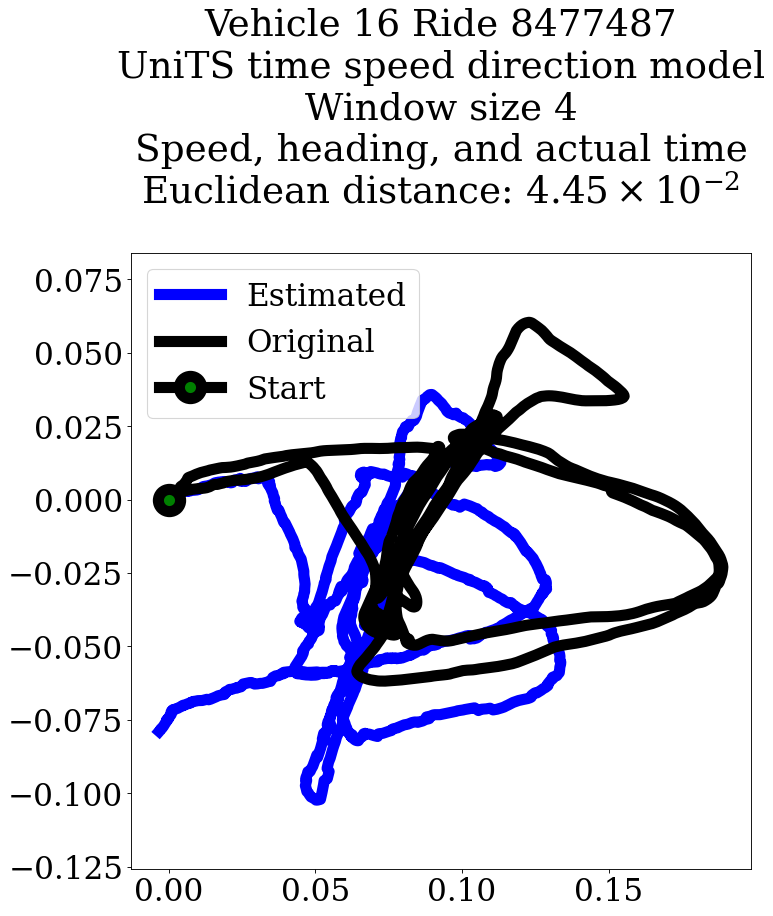 Vehicle 16 Ride 8477487
UniTS time speed direction model
Window size 4
Speed, heading, and actual time
Euclidean distance: 4.45 × 10⁻²
Estimated
Original
Start
0.075
0.050
0.025
0.000
−0.025
−0.050
−0.075
−0.100
−0.125
0.00 0.05 0.10 0.15